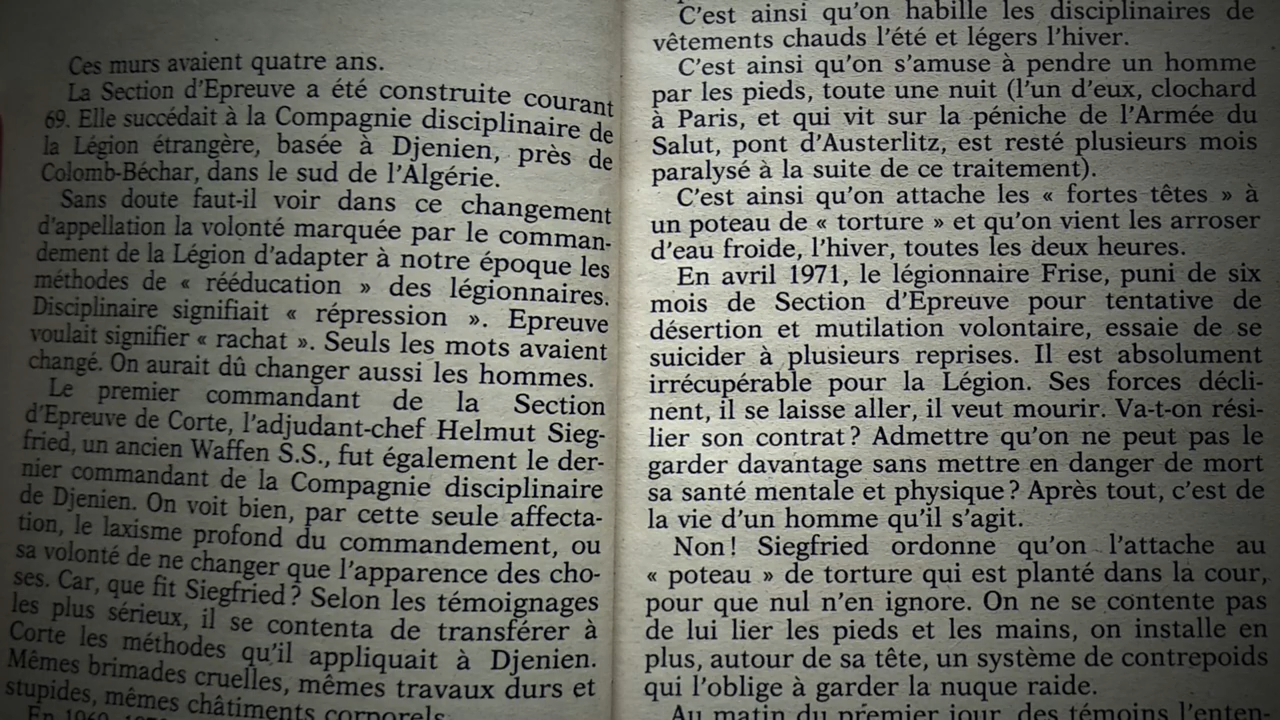 Ces murs avaient quatre ans.
La Section d'Epreuve a été construite courant
69. Elle succédait à la Compagnie disciplinaire de
la Légion étrangère, basée à Djenien, près de
Colomb-Béchar, dans le sud de l'Algérie.
Sans doute faut-il voir dans ce changement
d'appellation la volonté marquée par le comman-
dement de la Légion d'adapter à notre époque les
méthodes de « rééducation » des légionnaires.
Disciplinaire signifiait « répression ». Epreuve
voulait signifier « rachat ». Seuls les mots avaient
changé. On aurait dû changer aussi les hommes.
Le premier commandant de la Section
d'Epreuve de Corte, l'adjudant-chef Helmut Sieg-
fried, un ancien Waffen S.S., fut également le der-
nier commandant de la Compagnie disciplinaire
de Djenien. On voit bien, par cette seule affecta-
tion, le laxisme profond du commandement, ou
sa volonté de ne changer que l'apparence des cho-
ses. Car, que fit Siegfried ? Selon les témoignages
les plus sérieux, il se contenta de transférer à
Corte les méthodes qu'il appliquait à Djenien.
Mêmes brimades cruelles, mêmes travaux durs et
stupides, mêmes châtiments corporels.
C'est ainsi qu'on habille les disciplinaires de
vêtements chauds l'été et légers l'hiver.
C'est ainsi qu'on s'amuse à pendre un homme
par les pieds, toute une nuit (l'un d'eux, clochard
à Paris, et qui vit sur la péniche de l'Armée du
Salut, pont d'Austerlitz, est resté plusieurs mois
paralysé à la suite de ce traitement).
C'est ainsi qu'on attache les « fortes têtes » à
un poteau de « torture » et qu'on vient les arroser
d'eau froide, l'hiver, toutes les deux heures.
En avril 1971, le légionnaire Frise, puni de six
mois de Section d'Epreuve pour tentative de
désertion et mutilation volontaire, essaie de se
suicider à plusieurs reprises. Il est absolument
irrécupérable pour la Légion. Ses forces décli-
nent, il se laisse aller, il veut mourir. Va-t-on rési-
lier son contrat ? Admettre qu'on ne peut pas le
garder davantage sans mettre en danger de mort
sa santé mentale et physique ? Après tout, c'est de
la vie d'un homme qu'il s'agit.
Non ! Siegfried ordonne qu'on l'attache au
« poteau » de torture qui est planté dans la cour,
pour que nul n'en ignore. On ne se contente pas
de lui lier les pieds et les mains, on installe en
plus, autour de sa tête, un système de contrepoids
qui l'oblige à garder la nuque raide.
Au matin du premier jour, des témoins l'enten-